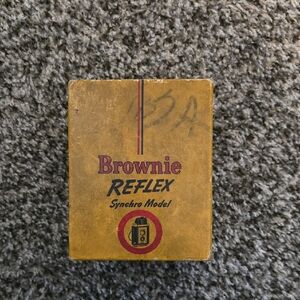 Brownie
REFLEX
Synchro Model